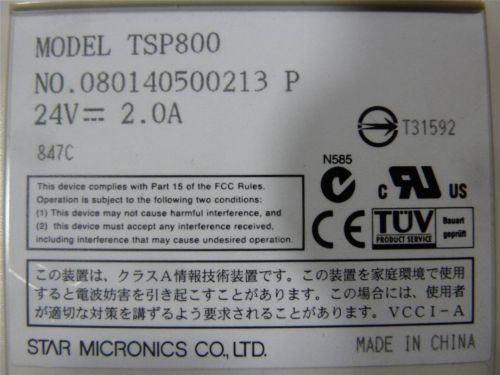 MODEL TSP800
NO.080140500213 P
24V⎓ 2.0A
847C
T31592
N585
This device complies with Part 15 of the FCC Rules.
Operation is subject to the following two conditions:
(1) This device may not cause harmful interference, and
(2) this device must accept any interference received,
including interference that may cause undesired operation.
C UR US
CE TÜV PRODUCT SERVICE Bauart geprüft
この装置は、クラスA情報技術装置です。この装置を家庭環境で使用
すると電波妨害を引き起こすことがあります。この場合には、使用者
が適切な対策を講ずるよう要求されることがあります。VCCI-A
STAR MICRONICS CO., LTD.
MADE IN CHINA